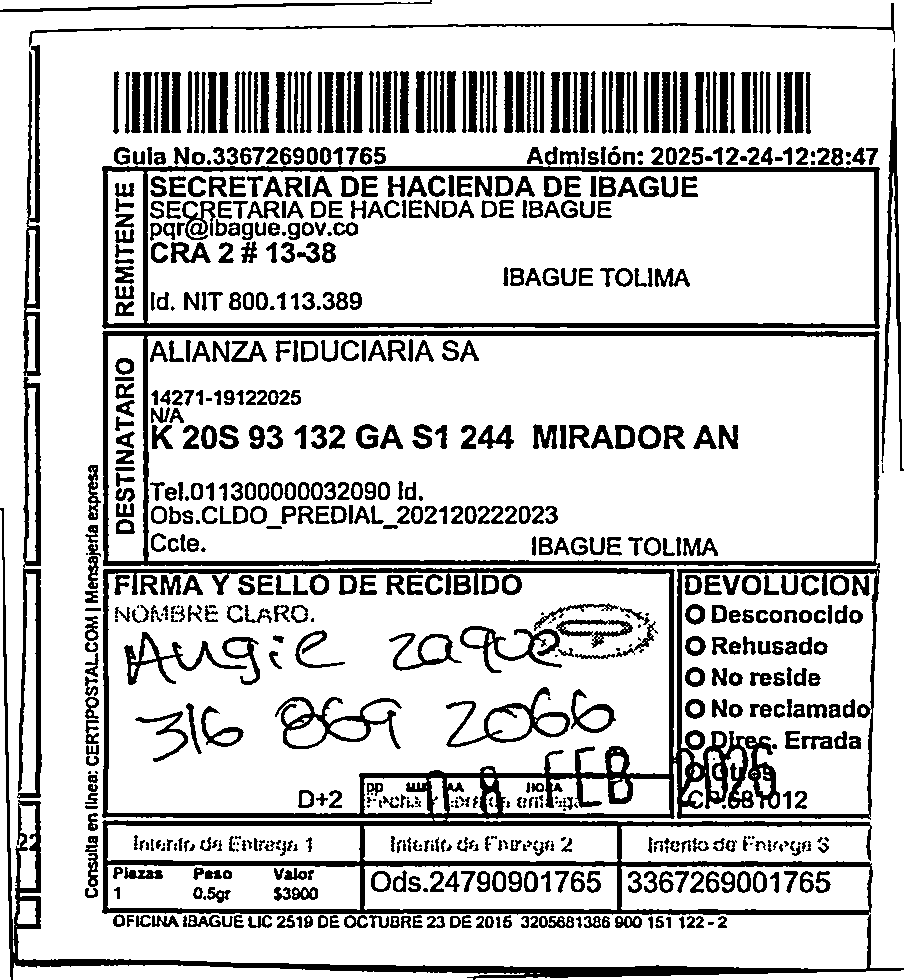 Guia No.3367269001765 Admisión: 2025-12-24-12:28:47
REMITENTE
SECRETARIA DE HACIENDA DE IBAGUE
SECRETARIA DE HACIENDA DE IBAGUE
pqr@ibague.gov.co
CRA 2 # 13-38
IBAGUE TOLIMA
Id. NIT 800.113.389
DESTINATARIO
ALIANZA FIDUCIARIA SA
14271-19122025
N/A
K 20S 93 132 GA S1 244 MIRADOR AN
Tel.011300000032090 Id.
Obs.CLDO_PREDIAL_202120222023
Ccte. IBAGUE TOLIMA
Consulta en línea: CERTIPOSTAL.COM | Mensajería expresa
FIRMA Y SELLO DE RECIBIDO
NOMBRE CLARO.
Augie zaque
316 869 2066
D+2
FEB 2026
DEVOLUCION
Desconocido
Rehusado
No reside
No reclamado
Direc. Errada
Otros
CP.681012
22
Intento de Entrega 1 Intento de Entrega 2 Intento de Entrega 3
Piezas Peso Valor
1 0.5gr $3900
Ods.24790901765 3367269001765
OFICINA IBAGUE LIC 2519 DE OCTUBRE 23 DE 2015 3205681386 900 151 122 - 2